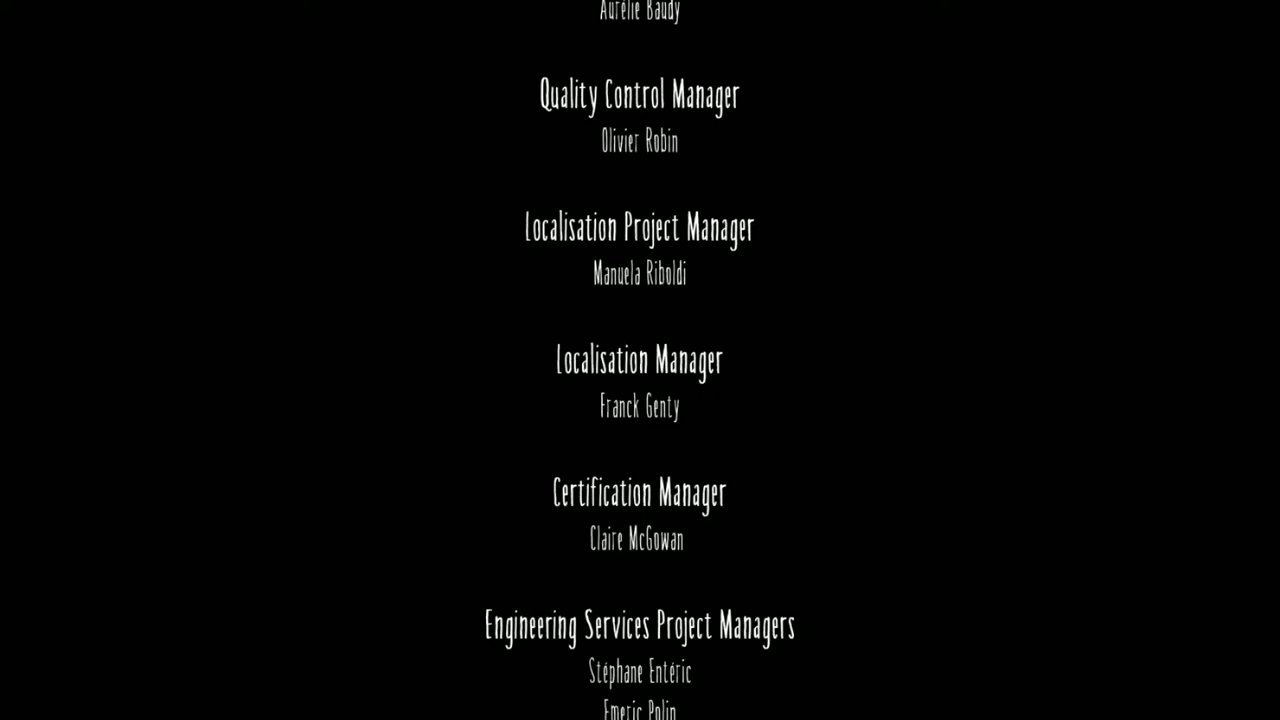 Aurélie Baudy
Quality Control Manager
Olivier Robin
Localisation Project Manager
Manuela Riboldi
Localisation Manager
Franck Genty
Certification Manager
Claire McGowan
Engineering Services Project Managers
Stéphane Entéric
Emeric Polin